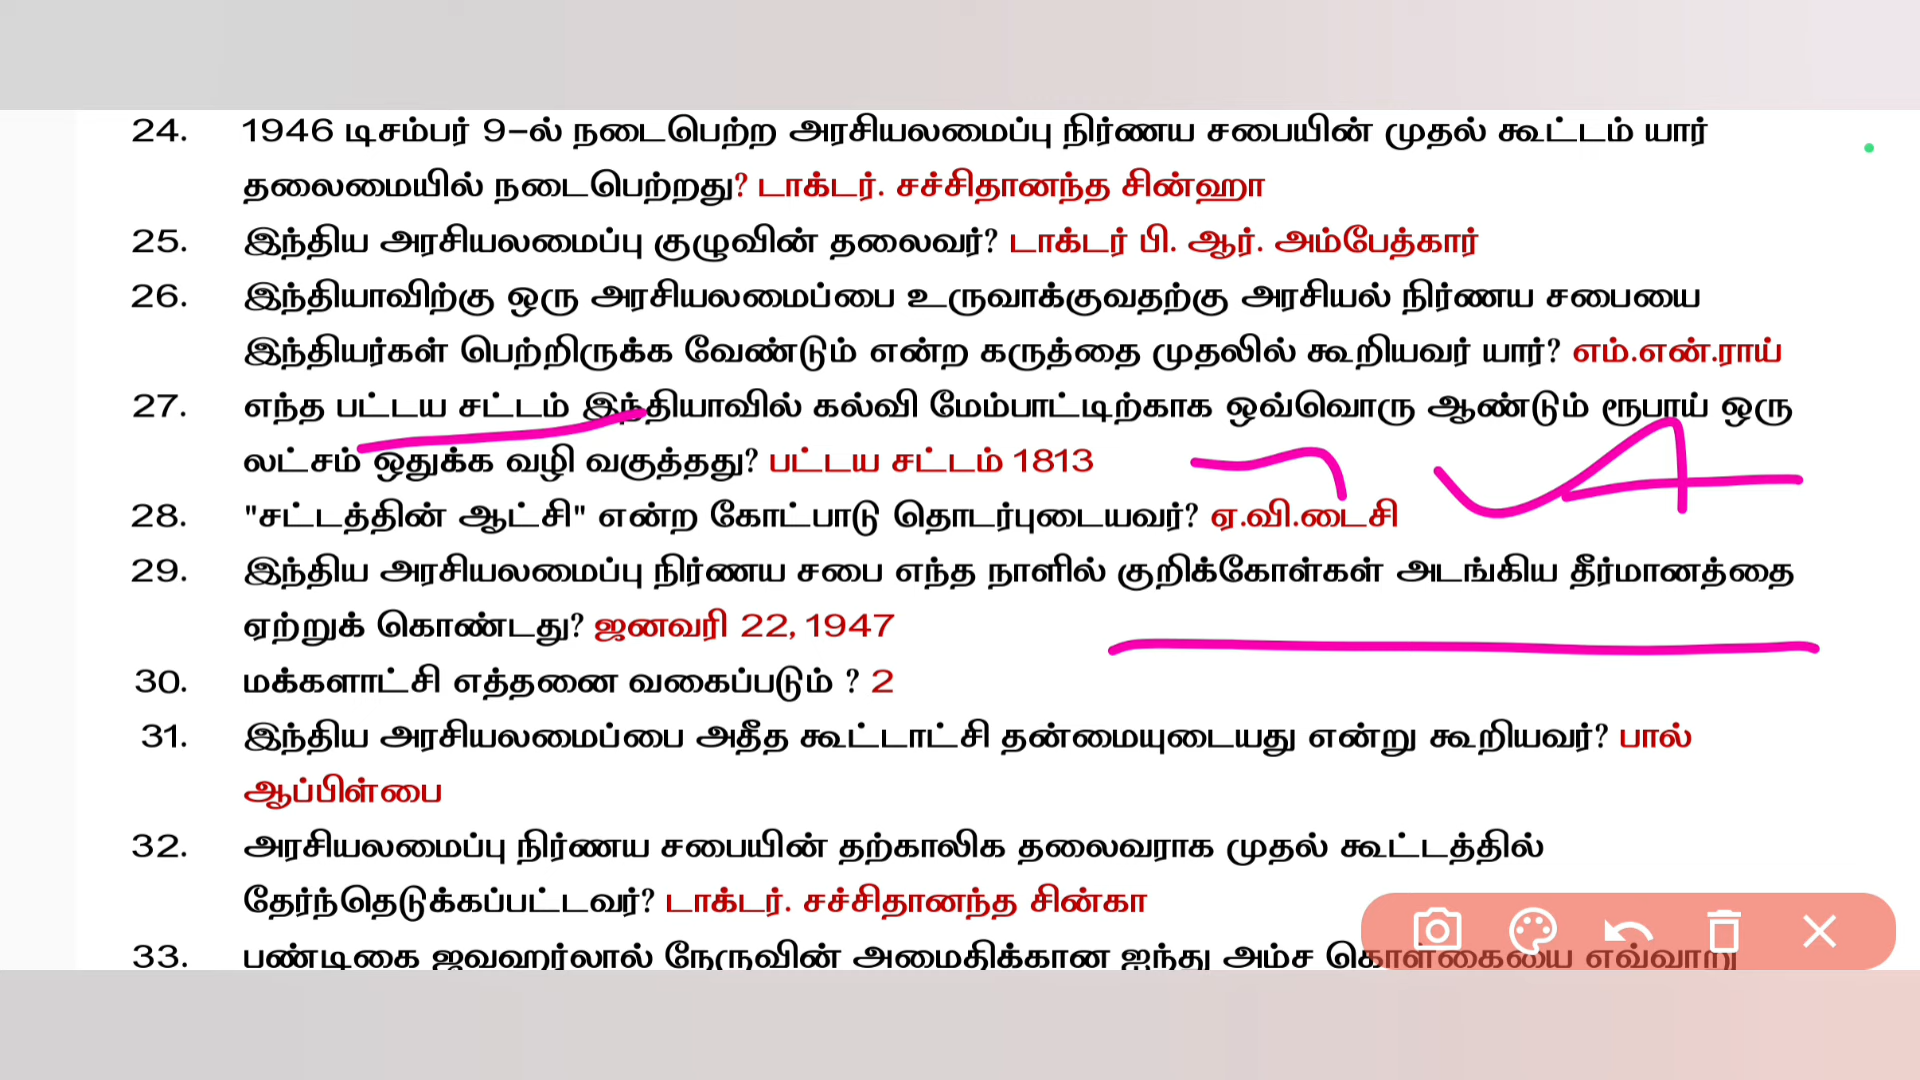 24. 1946 டிசம்பர் 9-ல் நடைபெற்ற அரசியலமைப்பு நிர்ணய சபையின் முதல் கூட்டம் யார்
தலைமையில் நடைபெற்றது? டாக்டர். சச்சிதானந்த சின்ஹா
25. இந்திய அரசியலமைப்பு குழுவின் தலைவர்? டாக்டர் பி. ஆர். அம்பேத்கார்
26. இந்தியாவிற்கு ஒரு அரசியலமைப்பை உருவாக்குவதற்கு அரசியல் நிர்ணய சபையை
இந்தியர்கள் பெற்றிருக்க வேண்டும் என்ற கருத்தை முதலில் கூறியவர் யார்? எம்.என்.ராய்
27. எந்த பட்டய சட்டம் இந்தியாவில் கல்வி மேம்பாட்டிற்காக ஒவ்வொரு ஆண்டும் ரூபாய் ஒரு
லட்சம் ஒதுக்க வழி வகுத்தது? பட்டய சட்டம் 1813
28. "சட்டத்தின் ஆட்சி" என்ற கோட்பாடு தொடர்புடையவர்? ஏ.வி.டைசி
29. இந்திய அரசியலமைப்பு நிர்ணய சபை எந்த நாளில் குறிக்கோள்கள் அடங்கிய தீர்மானத்தை
ஏற்றுக் கொண்டது? ஜனவரி 22, 1947
30. மக்களாட்சி எத்தனை வகைப்படும் ? 2
31. இந்திய அரசியலமைப்பை அதீத கூட்டாட்சி தன்மையுடையது என்று கூறியவர்? பால்
ஆப்பிள்பை
32. அரசியலமைப்பு நிர்ணய சபையின் தற்காலிக தலைவராக முதல் கூட்டத்தில்
தேர்ந்தெடுக்கப்பட்டவர்? டாக்டர். சச்சிதானந்த சின்கா
33. பண்டிகை ஜவஹர்லால் நேருவின் அமைதிக்கான ஐந்து அம்ச கொள்கையை எவ்வாறு